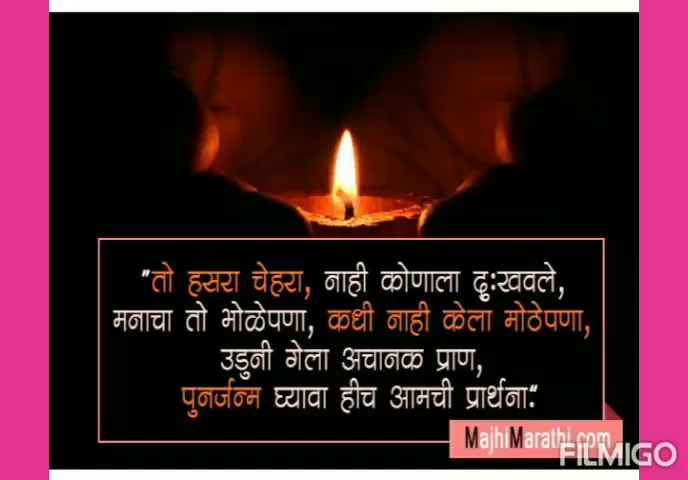 "तो हसरा चेहरा, नाही कोणाला दुःखवले,
मनाचा तो भोळेपणा, कधी नाही केला मोठेपणा,
उडुनी गेला अचानक प्राण,
पुनर्जन्म घ्यावा हीच आमची प्रार्थना."
MajhiMarathi.com
FILMIGO